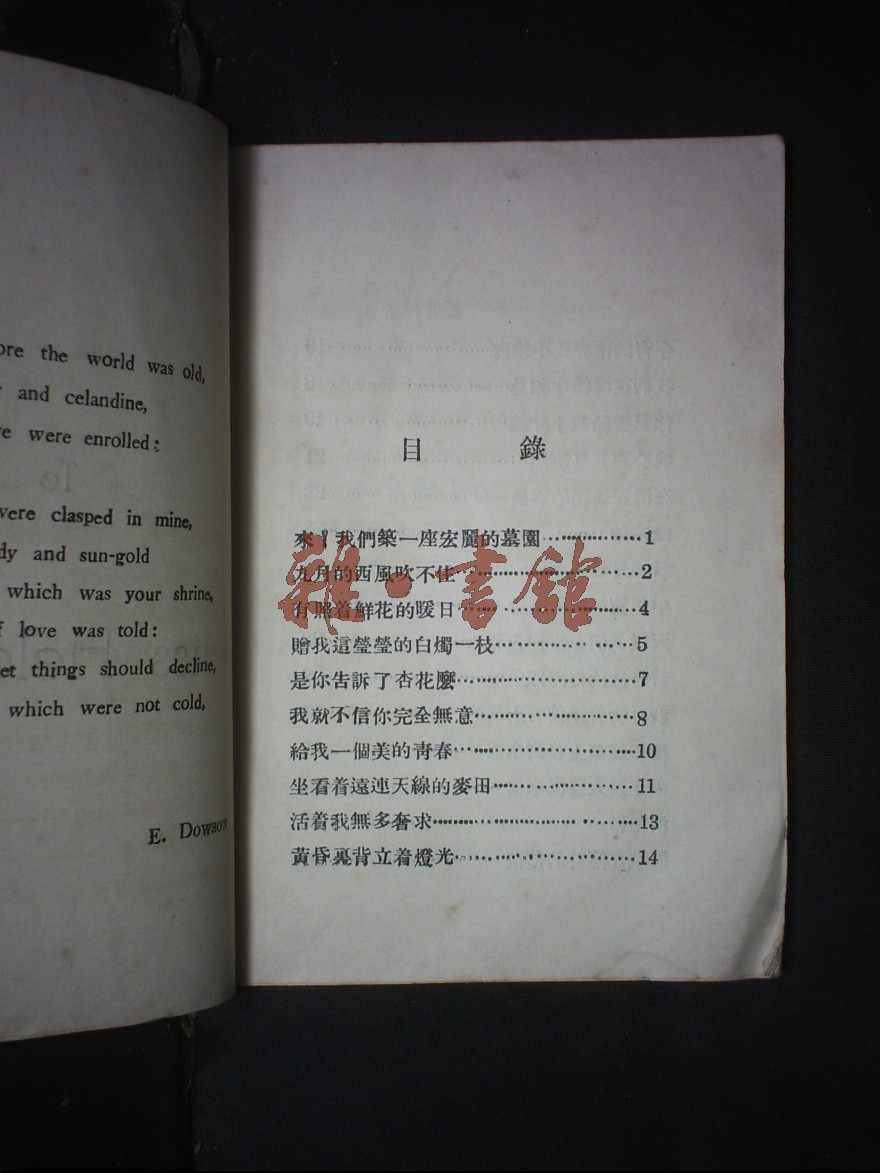 ore the world was old,
and celandine,
e were enrolled:
were clasped in mine,
dy and sun-gold
which was your shrine,
f love was told:
et things should decline,
which were not cold,
E. Dowson
目 錄
來！我們築一座宏麗的墓園 1
九月的西風吹不佳 2
有照着鮮花的暖日 4
贈我這瑩瑩的白燭一枝 5
是你告訴了杏花麽 7
我就不信你完全無意 8
給我一個美的靑春 10
坐看着遠連天線的麥田 11
活着我無多奢求 13
黃昏裏背立着燈光 14
雜·書館